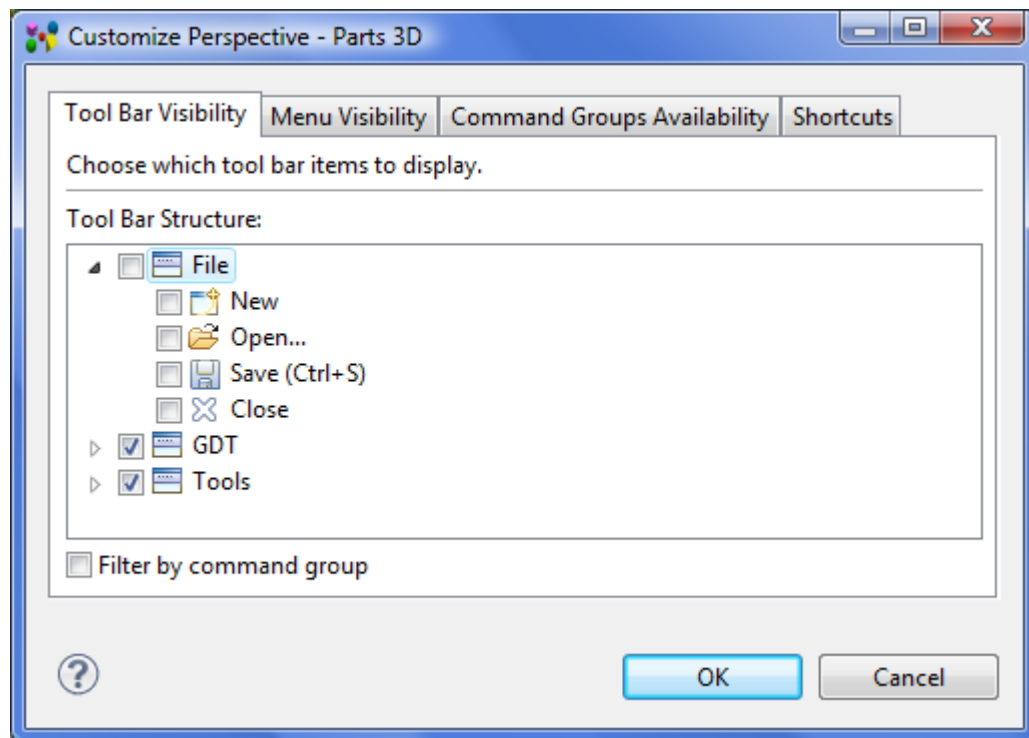 Customize Perspective - Parts 3D
Tool Bar Visibility Menu Visibility Command Groups Availability Shortcuts
Choose which tool bar items to display.
Tool Bar Structure:
File
New
Open...
Save (Ctrl+S)
Close
GDT
Tools
Filter by command group
OK Cancel